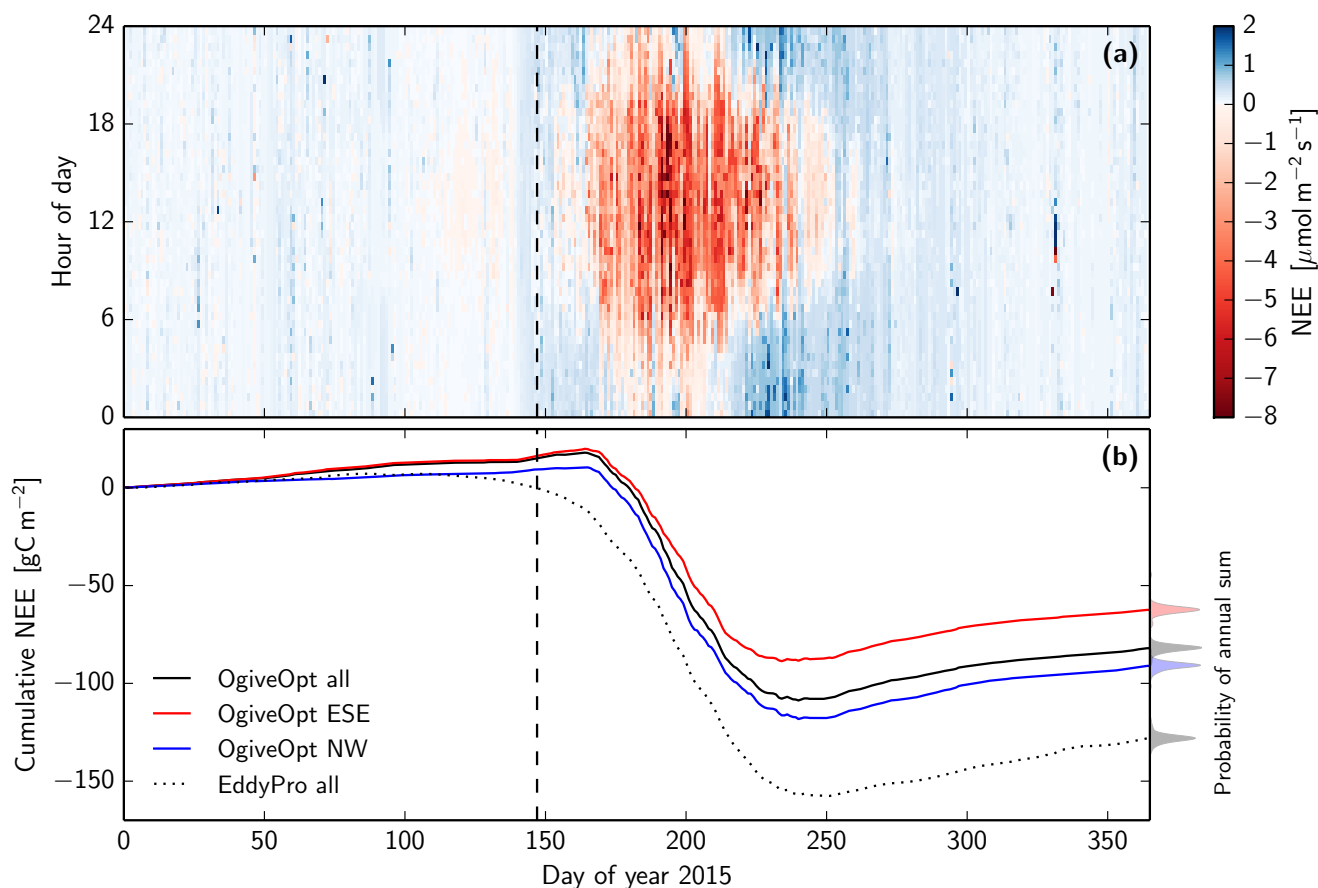 24
18
12
6
0
Hour of day
(a)
2
1
0
−1
−2
−3
−4
−5
−6
−7
−8
NEE [μmol m⁻² s⁻¹]
0
−50
−100
−150
Cumulative NEE [gC m⁻²]
(b)
OgiveOpt all
OgiveOpt ESE
OgiveOpt NW
EddyPro all
Probability of annual sum
0 50 100 150 200 250 300 350
Day of year 2015